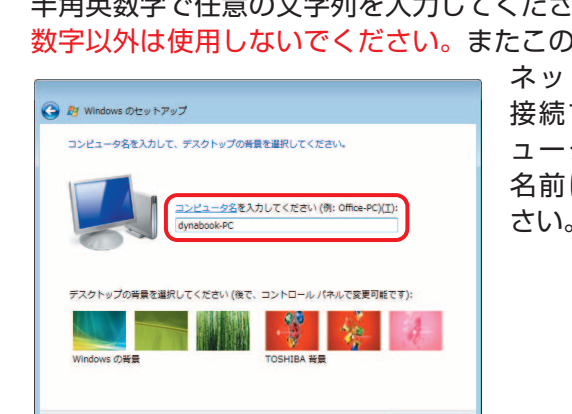 半角英数字で任意の文字列を入力してくださ
数字以外は使用しないでください。またこの
ネッ
接続
ュー
名前
さい。
Windows のセットアップ
コンピュータ名を入力して、デスクトップの背景を選択してください。
コンピュータ名を入力してください (例: Office-PC)(T):
dynabook-PC
デスクトップの背景を選択してください (後で、コントロール パネルで変更可能です):
Windows の背景
TOSHIBA 背景